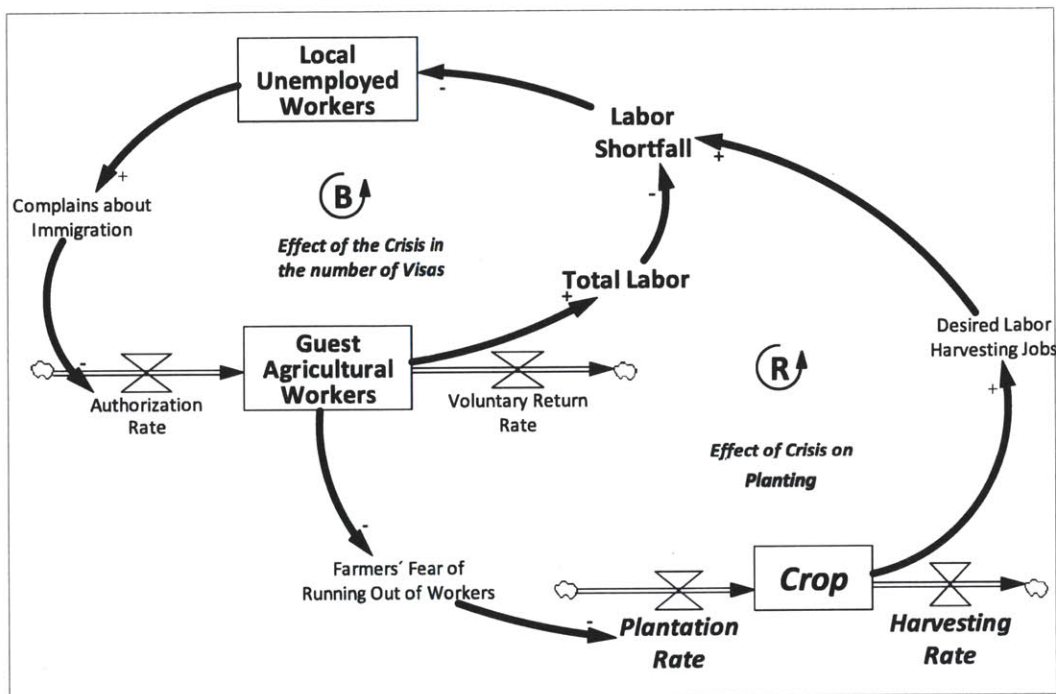 Local
Unemployed
Workers
-
Labor
Shortfall
+
-
+
Complains about
Immigration
B
Effect of the Crisis in
the number of Visas
Total Labor
+
Desired Labor
Harvesting Jobs
+
-
Guest
Agricultural
Workers
Authorization
Rate
Voluntary Return
Rate
R
Effect of Crisis on
Planting
-
Farmers´ Fear of
Running Out of Workers
-
Crop
Plantation
Rate
Harvesting
Rate